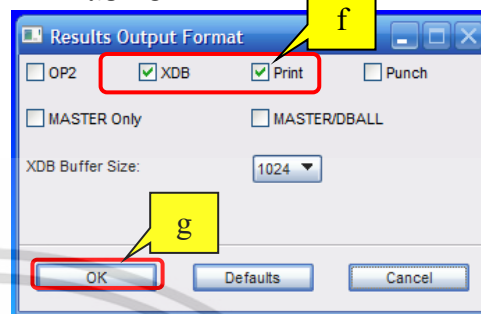 f
Results Output Format
OP2 XDB Print Punch
MASTER Only MASTER/DBALL
XDB Buffer Size: 1024
g
OK Defaults Cancel